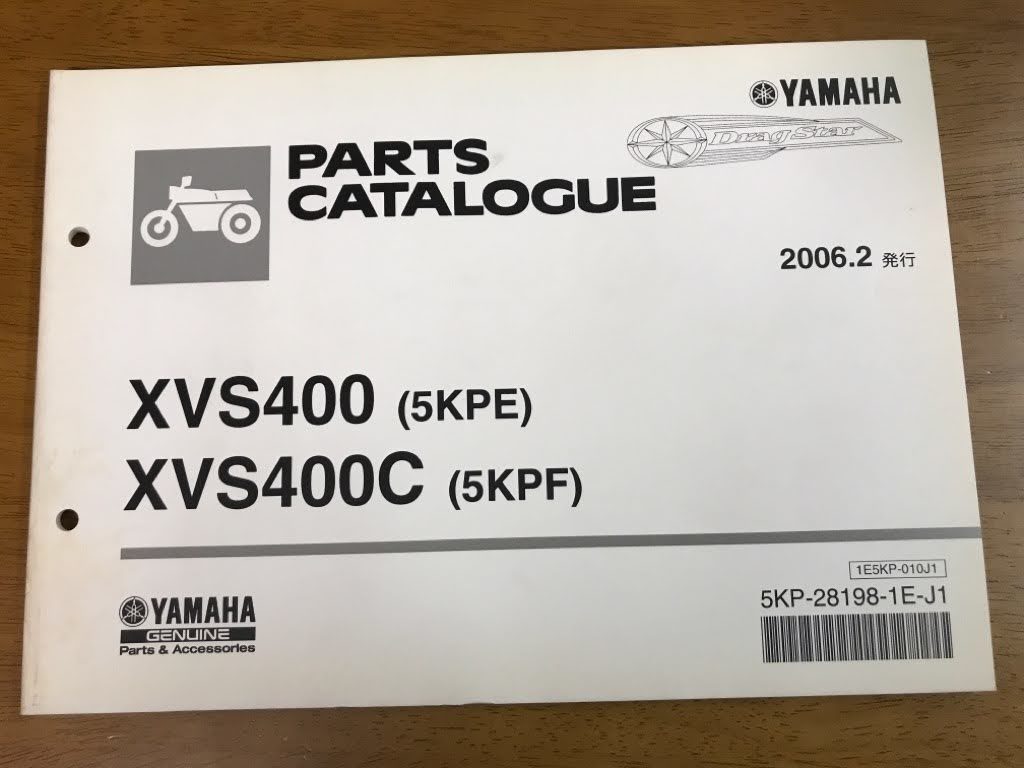 YAMAHA
Drag Star
PARTS
CATALOGUE
2006.2 発行
XVS400 (5KPE)
XVS400C (5KPF)
1E5KP-010J1
5KP-28198-1E-J1
YAMAHA
GENUINE
Parts & Accessories